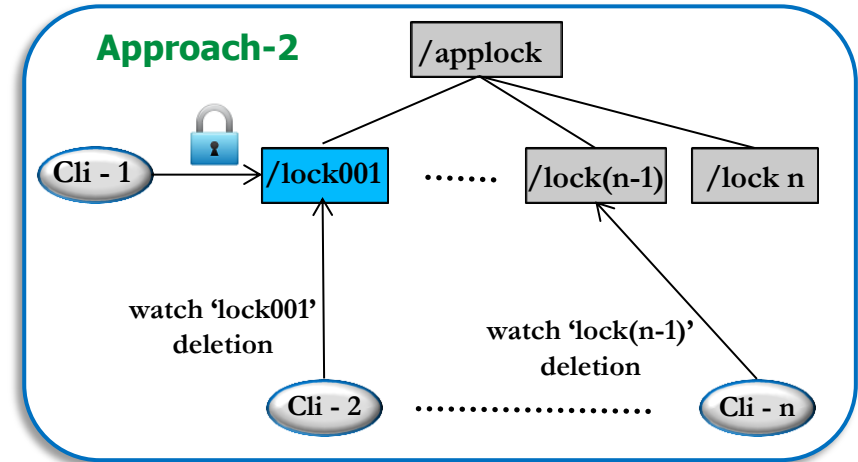 Approach-2
/applock
Cli - 1
/lock001
.......
/lock(n-1)
/lock n
watch ‘lock001’
deletion
watch ‘lock(n-1)’
deletion
Cli - 2
........................
Cli - n